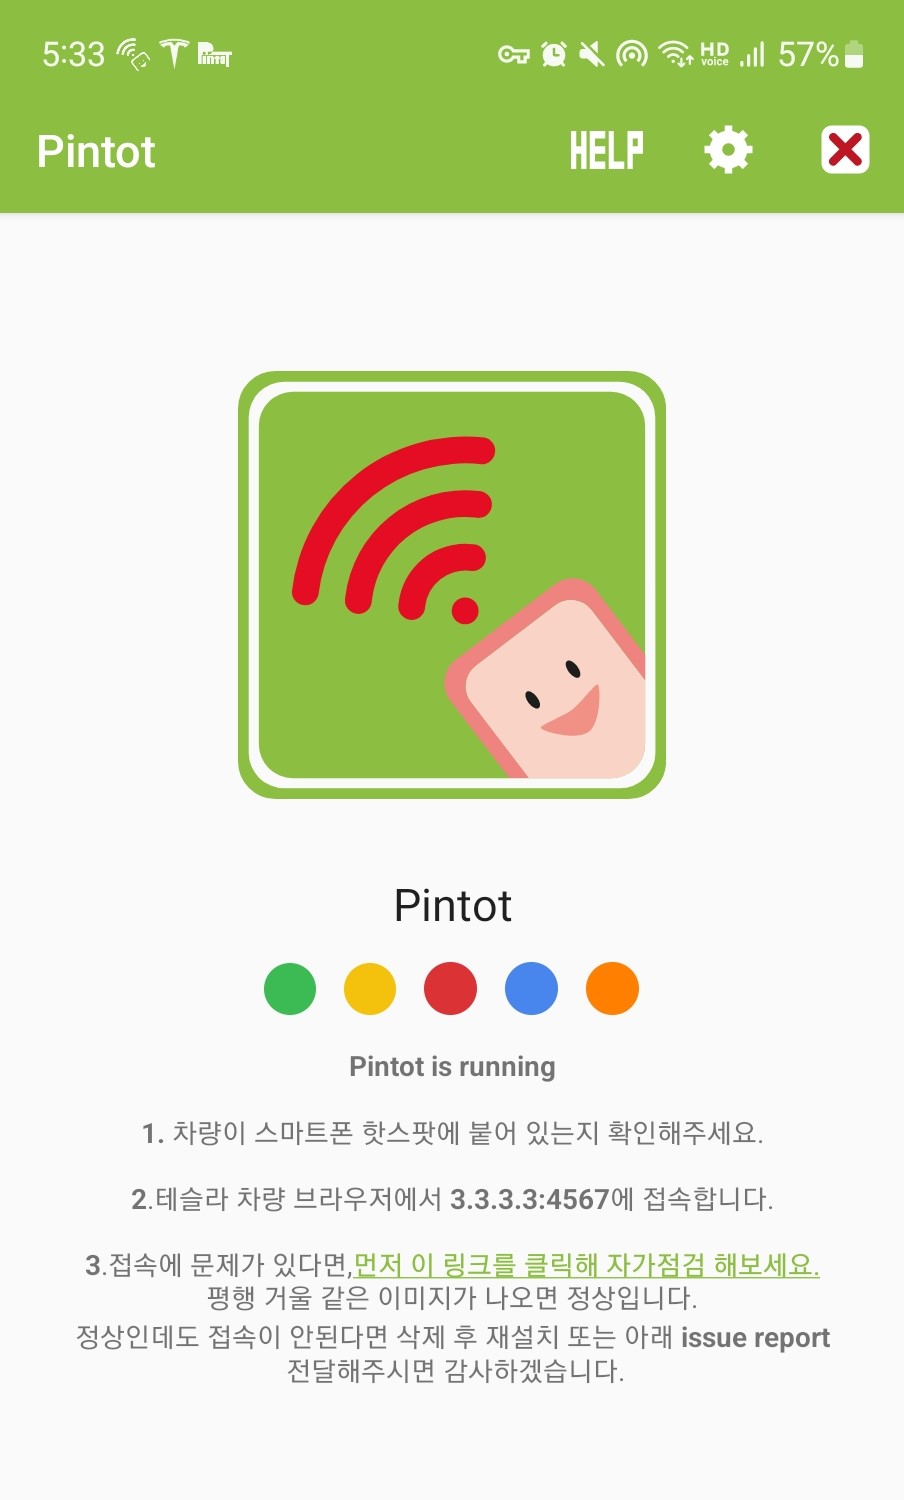 5:33
Pintot
HD
voice
57%
Pintot
HELP
Pintot
Pintot is running
1. 차량이 스마트폰 핫스팟에 붙어 있는지 확인해주세요.
2.테슬라 차량 브라우저에서 3.3.3.3:4567에 접속합니다.
3.접속에 문제가 있다면,먼저 이 링크를 클릭해 자가점검 해보세요.
평행 거울 같은 이미지가 나오면 정상입니다.
정상인데도 접속이 안된다면 삭제 후 재설치 또는 아래 issue report
전달해주시면 감사하겠습니다.